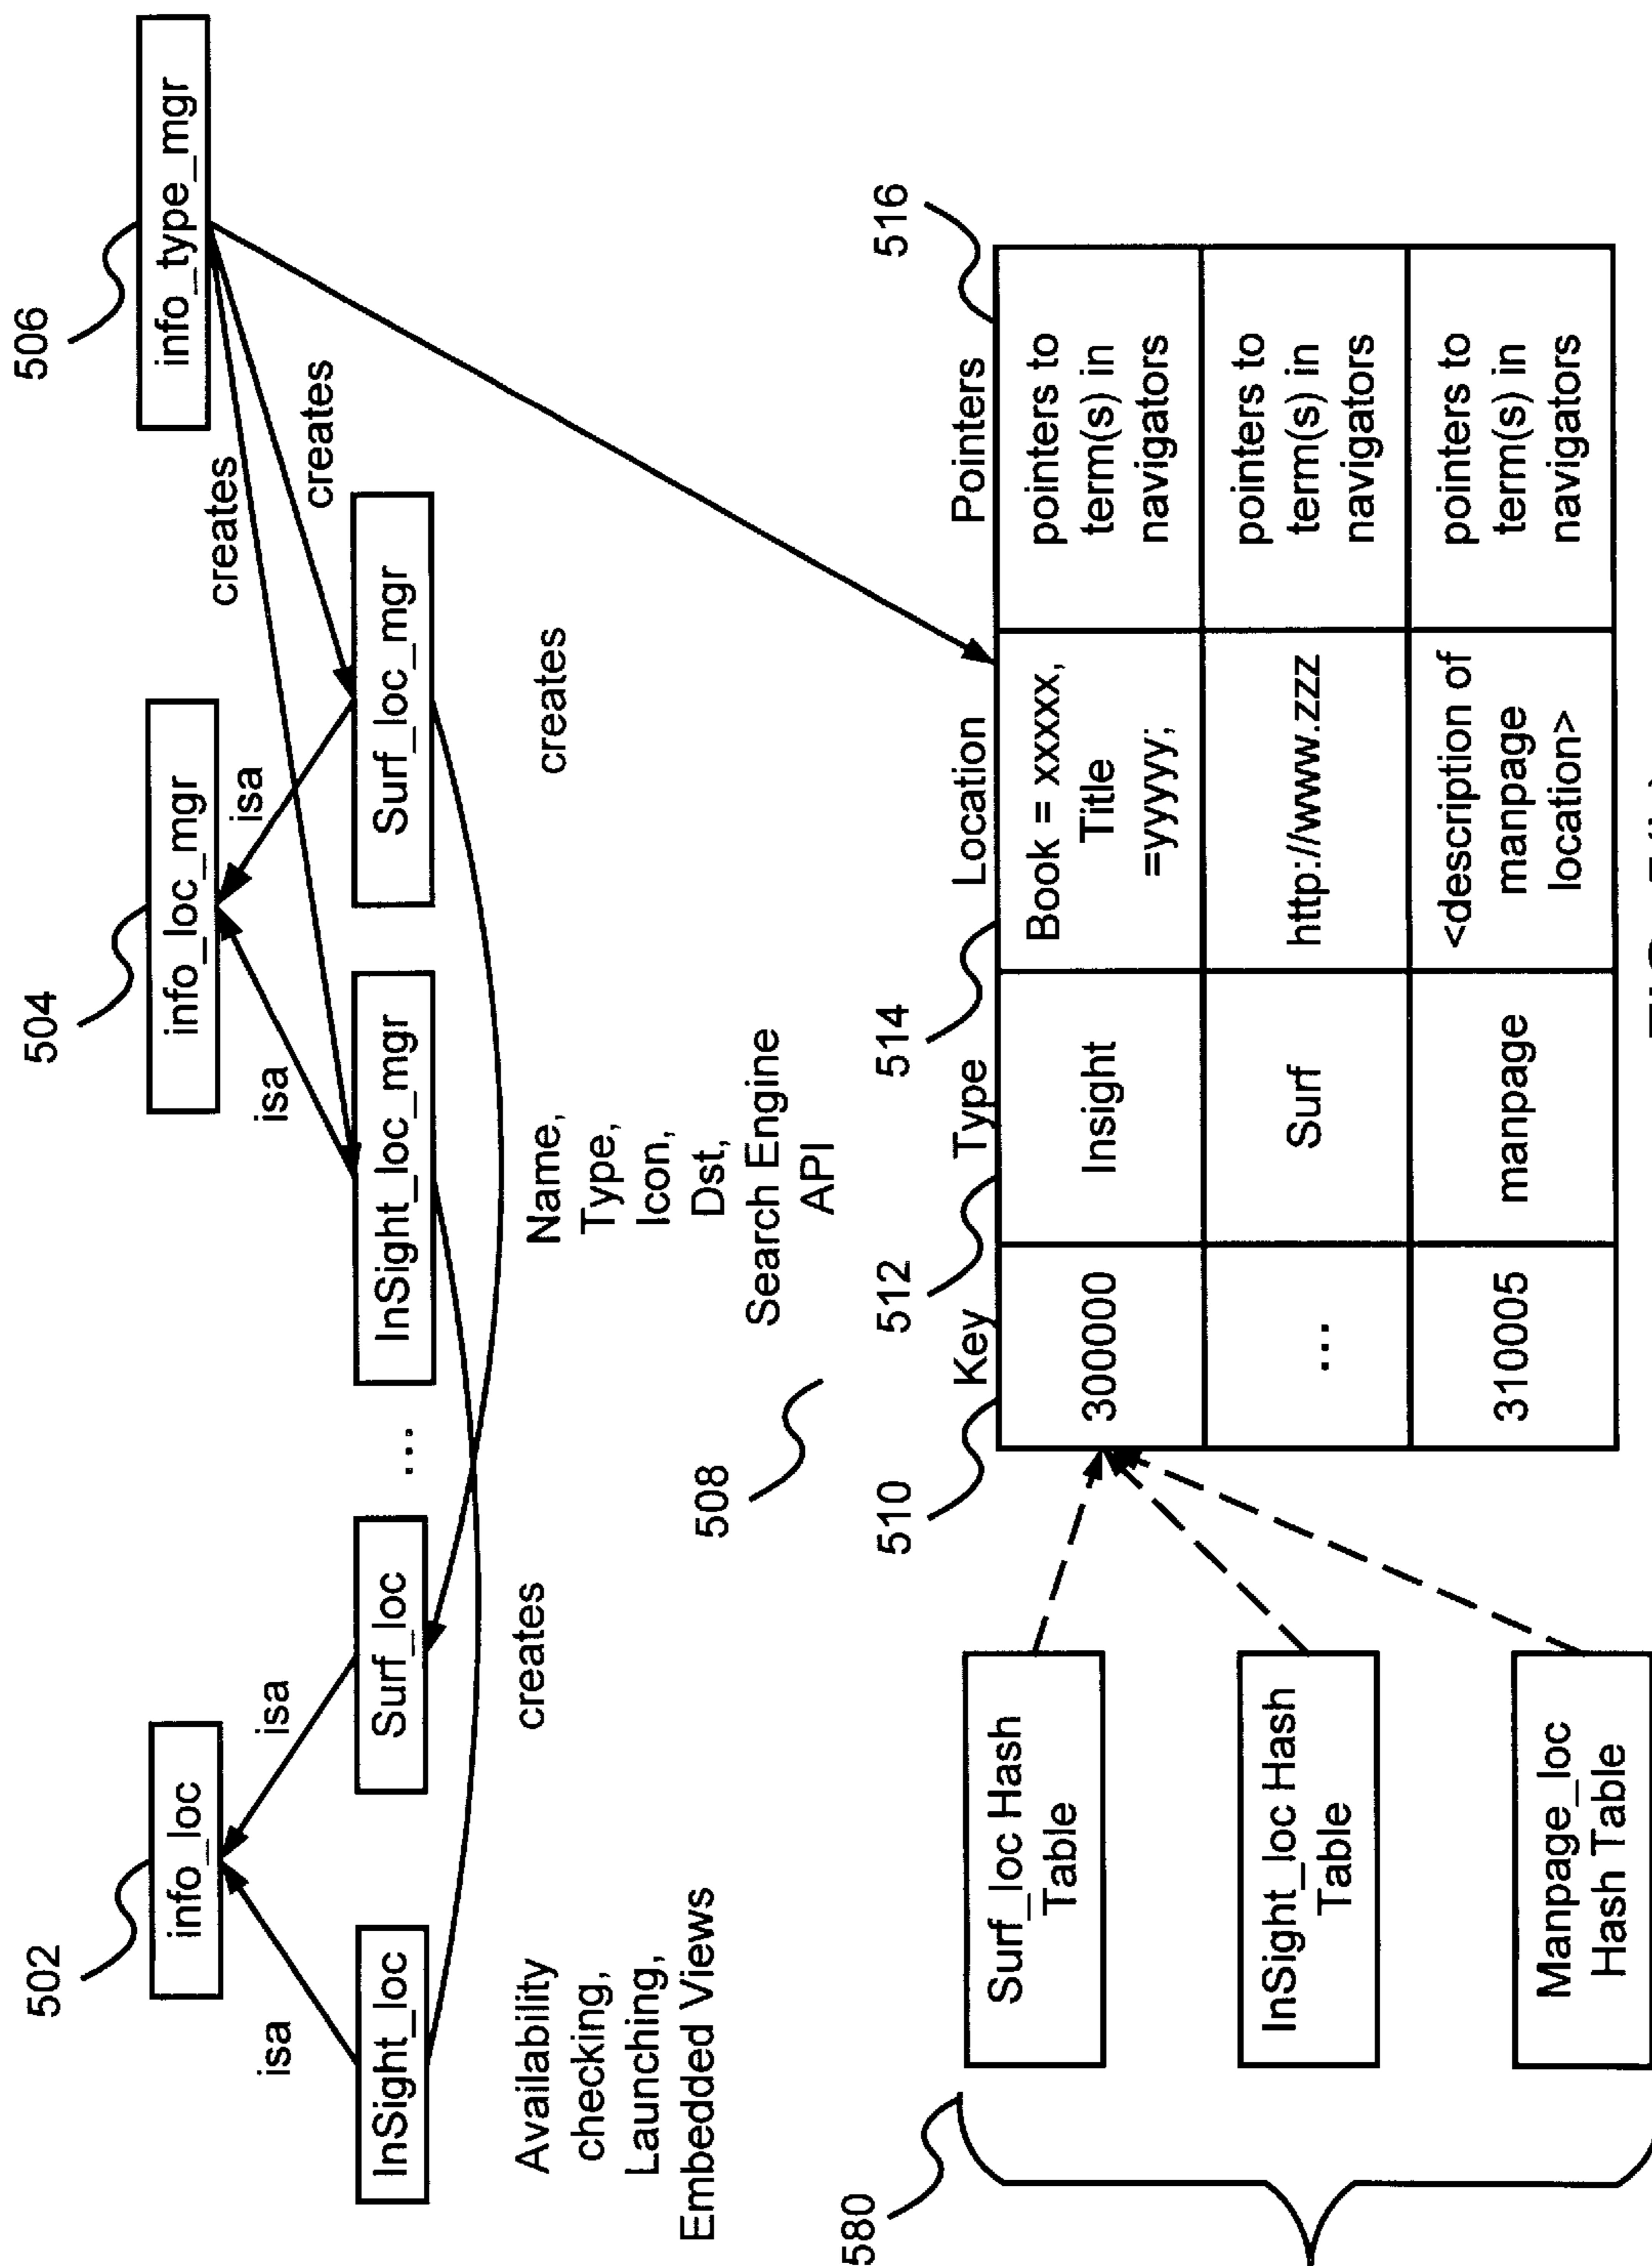 502
info_loc
isa
isa
InSight_loc
Surf_loc
...
Availability
checking,
Launching,
Embedded Views
creates
504
info_loc_mgr
isa
isa
InSight_loc_mgr
Surf_loc_mgr
Name,
Type,
Icon,
Dst,
Search Engine
API
creates
506
info_type_mgr
creates
creates
508
580
Surf_loc Hash
Table
InSight_loc Hash
Table
Manpage_loc
Hash Table
510
512
514
516
Key
Type
Location
Pointers
300000
Insight
Book = xxxxx,
Title
=yyyyy;
pointers to
term(s) in
navigators
...
Surf
http://www.zzz
pointers to
term(s) in
navigators
310005
manpage
<description of
manpage
location>
pointers to
term(s) in
navigators